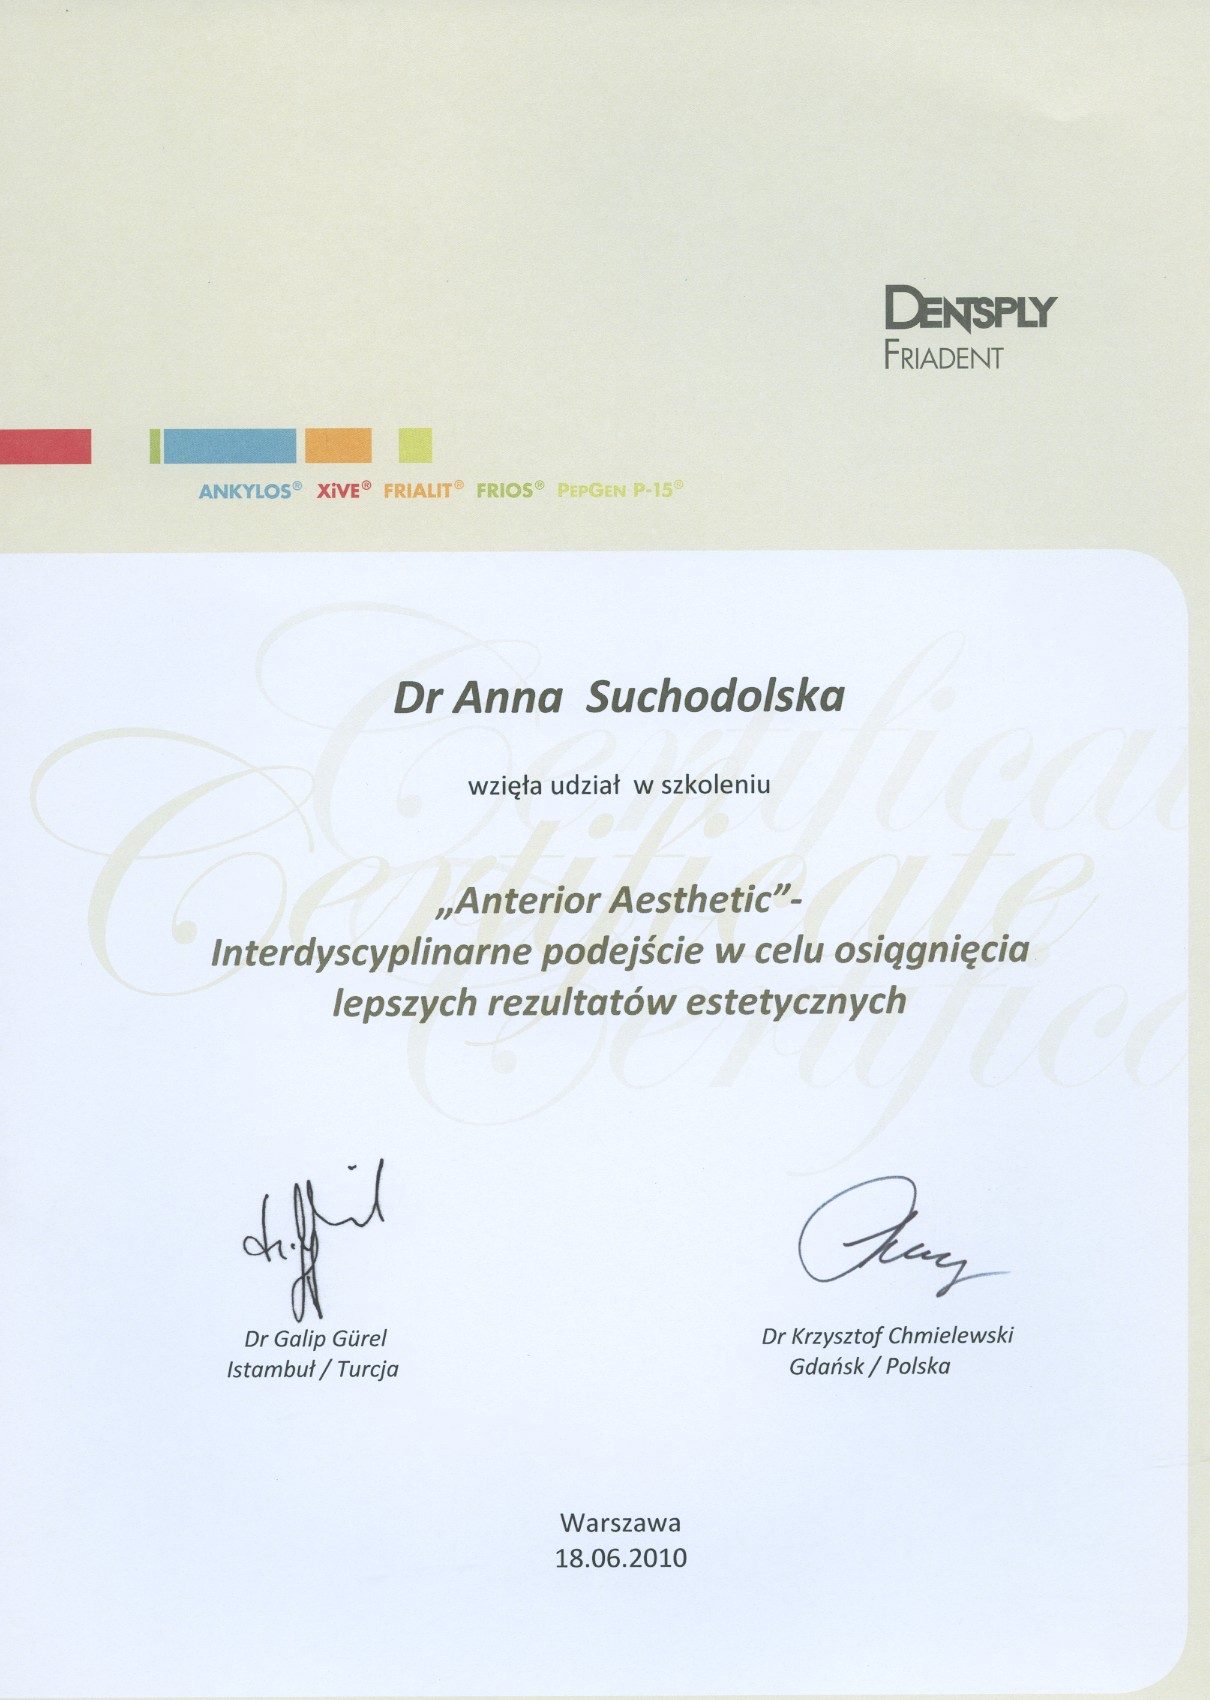 DENTSPLY
FRIADENT
ANKYLOS® XiVE® FRIALIT® FRIOS® PEPGEN P-15®
Certificate
Certificate
Certificate
Dr Anna Suchodolska
wzięła udział w szkoleniu
„Anterior Aesthetic”-
Interdyscyplinarne podejście w celu osiągnięcia
lepszych rezultatów estetycznych
Dr Galip Gürel
Istambuł / Turcja
Dr Krzysztof Chmielewski
Gdańsk / Polska
Warszawa
18.06.2010